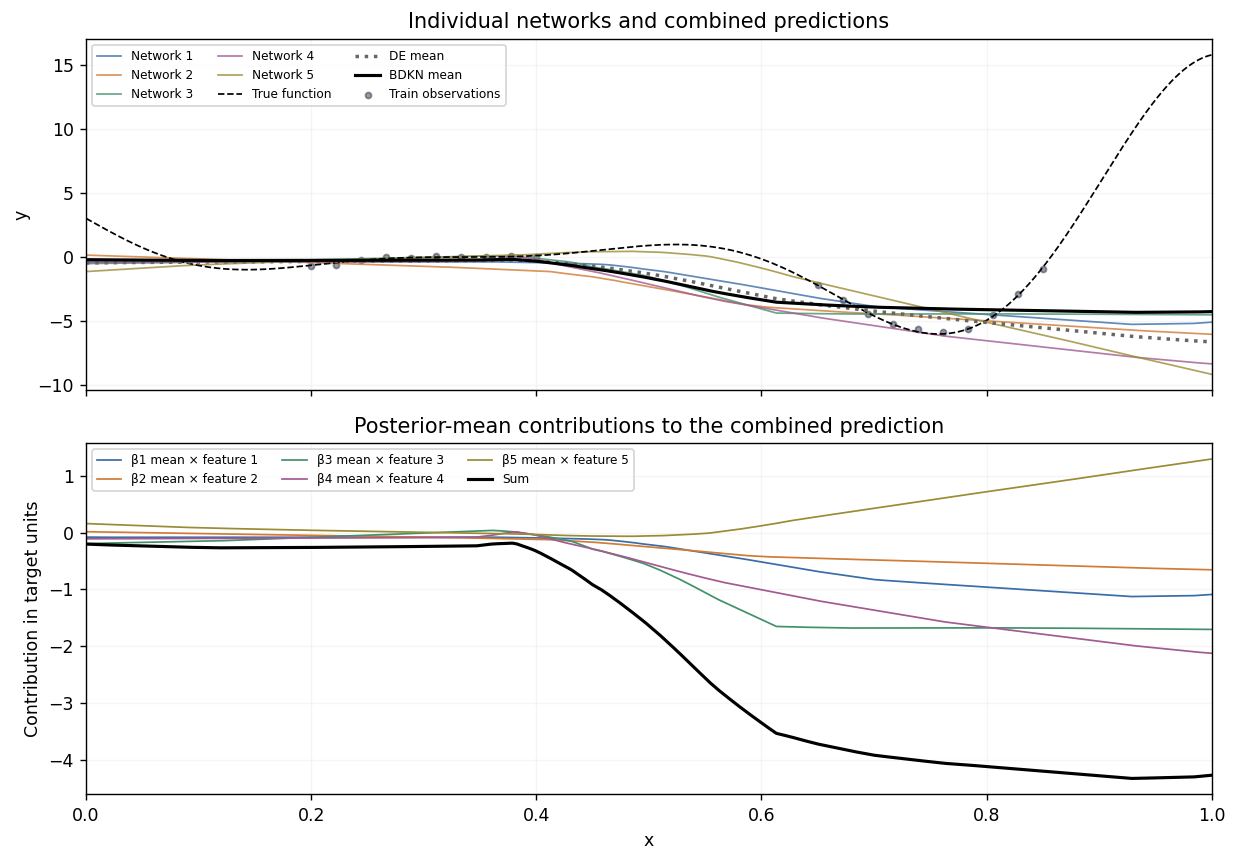 Individual networks and combined predictions
Network 1
Network 2
Network 3
Network 4
Network 5
True function
DE mean
BDKN mean
Train observations
15
10
5
0
−5
−10
y
Posterior-mean contributions to the combined prediction
β1 mean × feature 1
β2 mean × feature 2
β3 mean × feature 3
β4 mean × feature 4
β5 mean × feature 5
Sum
1
0
−1
−2
−3
−4
Contribution in target units
0.0
0.2
0.4
0.6
0.8
1.0
x